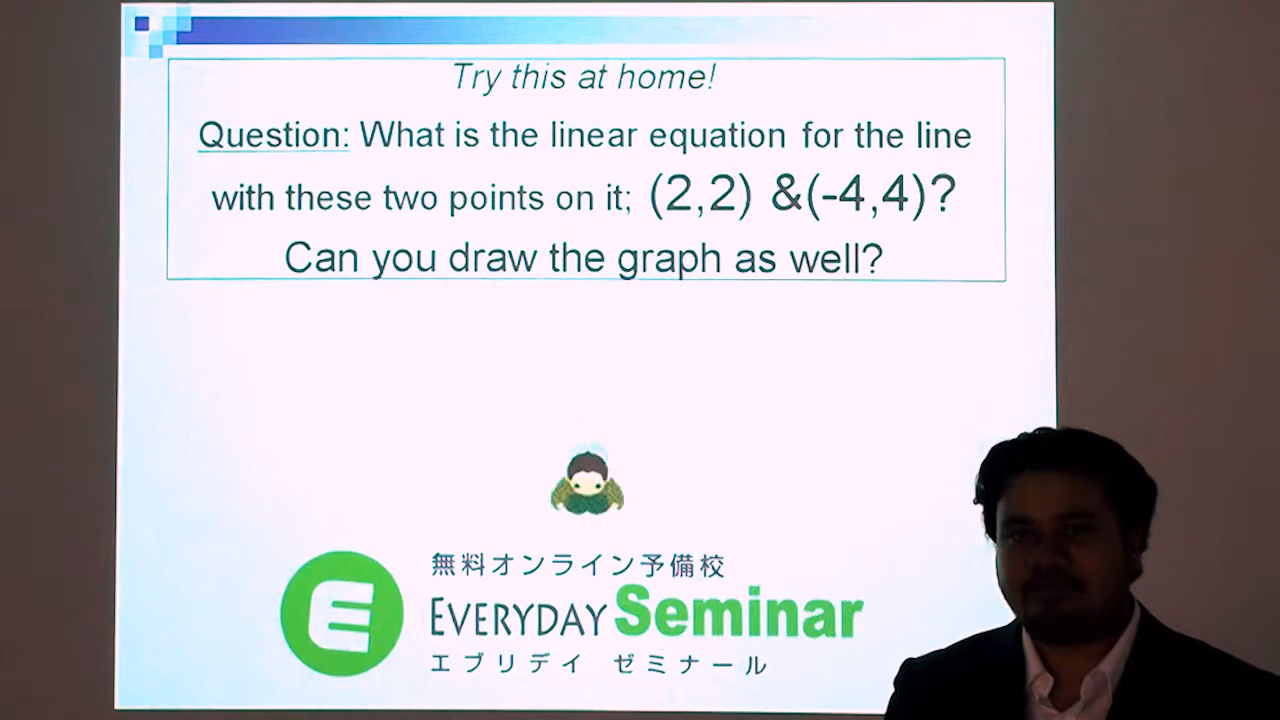 Try this at home!
Question: What is the linear equation for the line
with these two points on it; (2,2) &(-4,4)?
Can you draw the graph as well?
無料オンライン予備校
E
EVERYDAY Seminar
エブリデイ ゼミナール